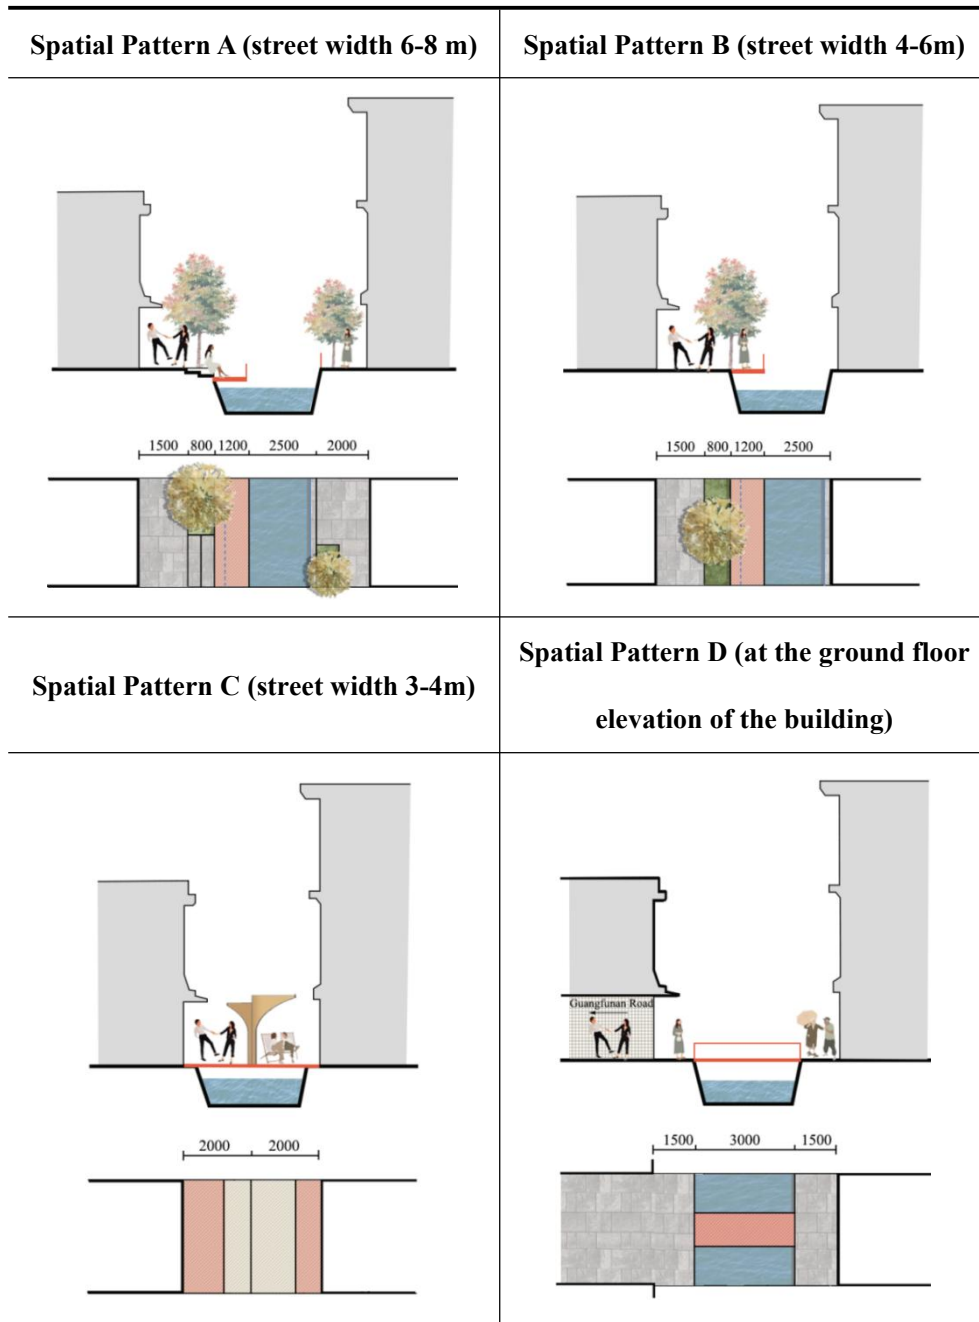 Spatial Pattern A (street width 6-8 m)
Spatial Pattern B (street width 4-6m)
1500 800 1200 2500 2000
1500 800 1200 2500
Spatial Pattern C (street width 3-4m)
Spatial Pattern D (at the ground floor
elevation of the building)
Guangfunan Road
2000 2000
1500 3000 1500